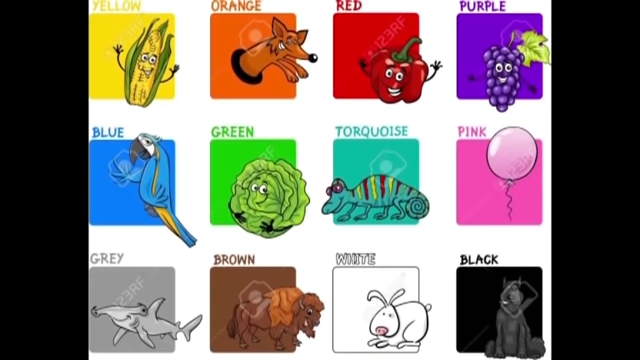 YELLOW
ORANGE
RED
PURPLE
BLUE
GREEN
TORQUOISE
PINK
GREY
BROWN
WHITE
BLACK